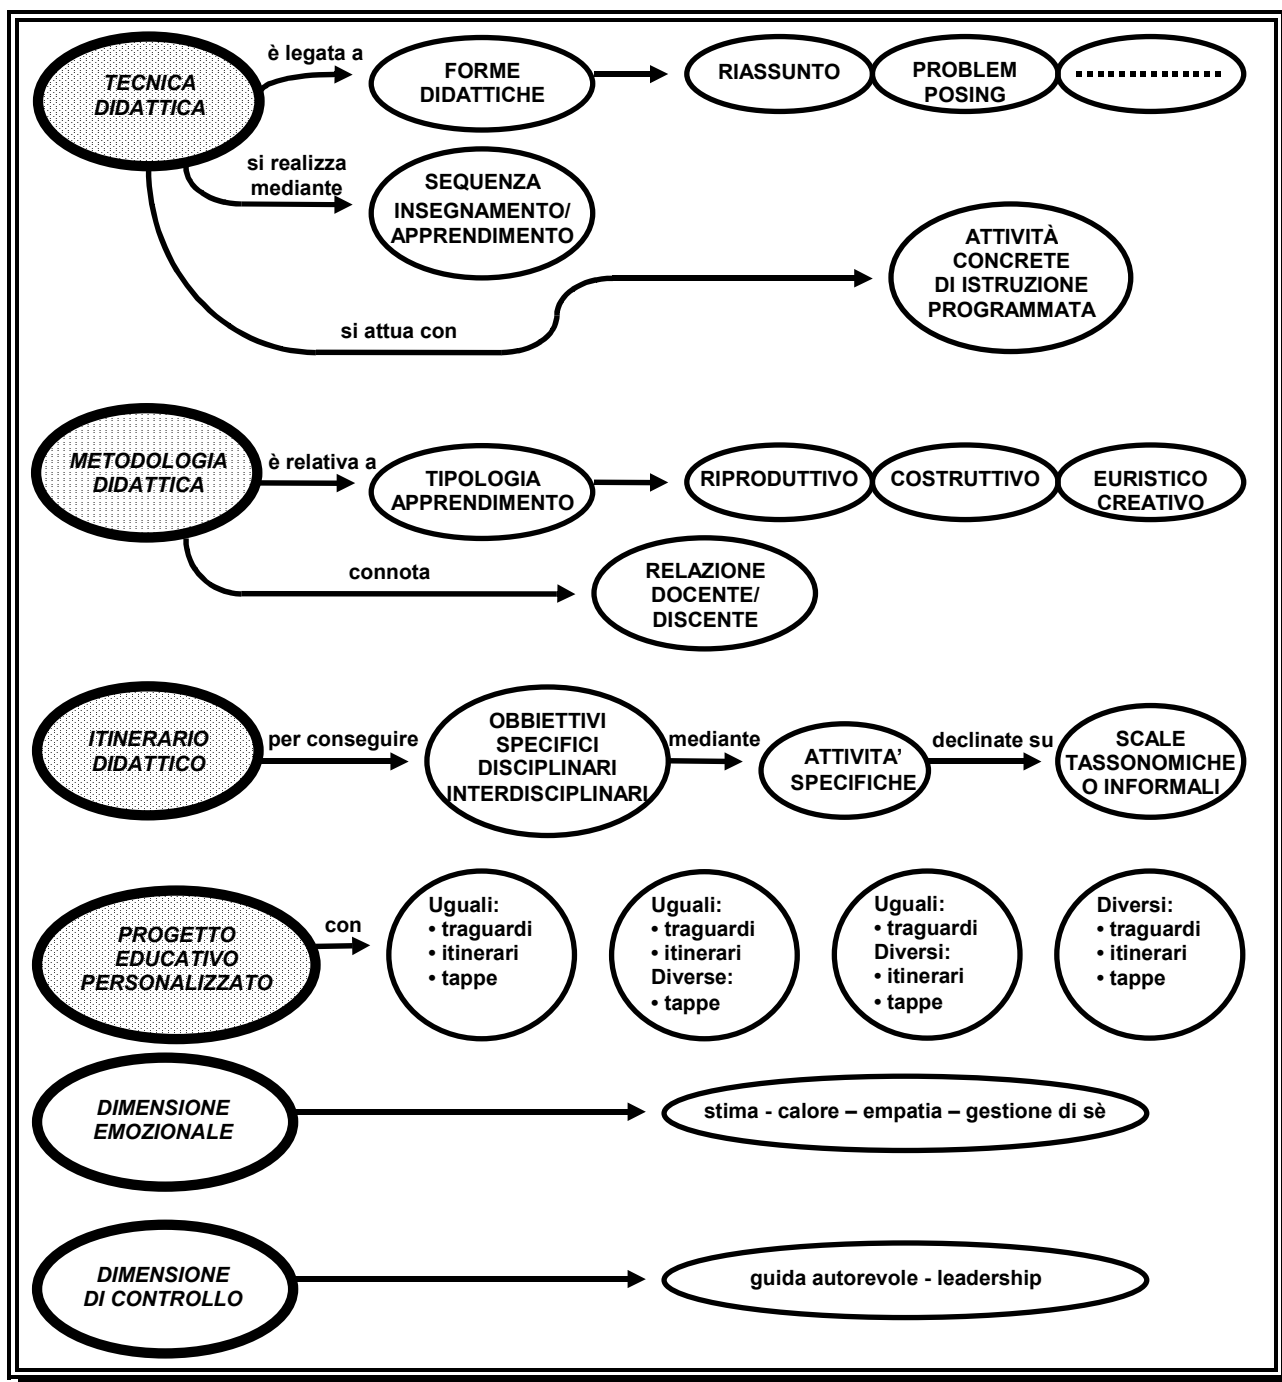 TECNICA
DIDATTICA
è legata a
FORME
DIDATTICHE
RIASSUNTO
PROBLEM
POSING
si realizza
mediante
SEQUENZA
INSEGNAMENTO/
APPRENDIMENTO
si attua con
ATTIVITÀ
CONCRETE
DI ISTRUZIONE
PROGRAMMATA
METODOLOGIA
DIDATTICA
è relativa a
TIPOLOGIA
APPRENDIMENTO
RIPRODUTTIVO
COSTRUTTIVO
EURISTICO
CREATIVO
connota
RELAZIONE
DOCENTE/
DISCENTE
ITINERARIO
DIDATTICO
per conseguire
OBBIETTIVI
SPECIFICI
DISCIPLINARI
INTERDISCIPLINARI
mediante
ATTIVITA’
SPECIFICHE
declinate su
SCALE
TASSONOMICHE
O INFORMALI
PROGETTO
EDUCATIVO
PERSONALIZZATO
con
Uguali:
• traguardi
• itinerari
• tappe
Uguali:
• traguardi
• itinerari
Diverse:
• tappe
Uguali:
• traguardi
Diversi:
• itinerari
• tappe
Diversi:
• traguardi
• itinerari
• tappe
DIMENSIONE
EMOZIONALE
stima - calore – empatia – gestione di sè
DIMENSIONE
DI CONTROLLO
guida autorevole - leadership